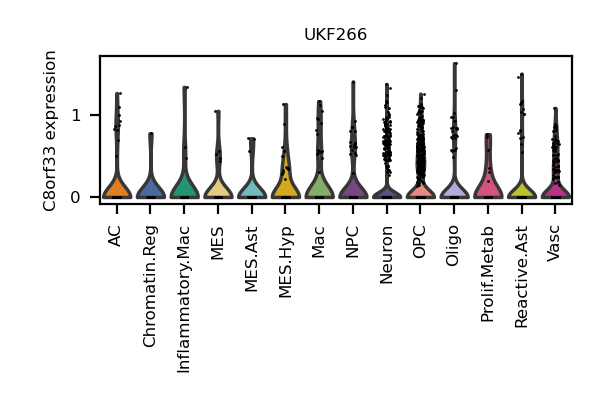 UKF266
C8orf33 expression
1
0
AC
Chromatin.Reg
Inflammatory.Mac
MES
MES.Ast
MES.Hyp
Mac
NPC
Neuron
OPC
Oligo
Prolif.Metab
Reactive.Ast
Vasc